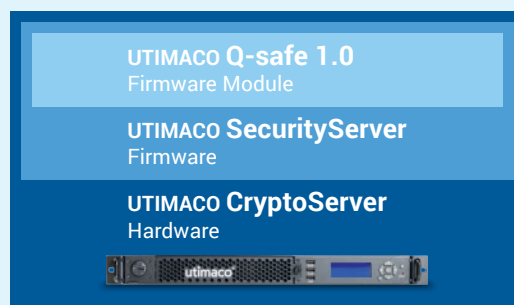 UTIMACO Q-safe 1.0
Firmware Module
UTIMACO SecurityServer
Firmware
UTIMACO CryptoServer
Hardware
utimaco